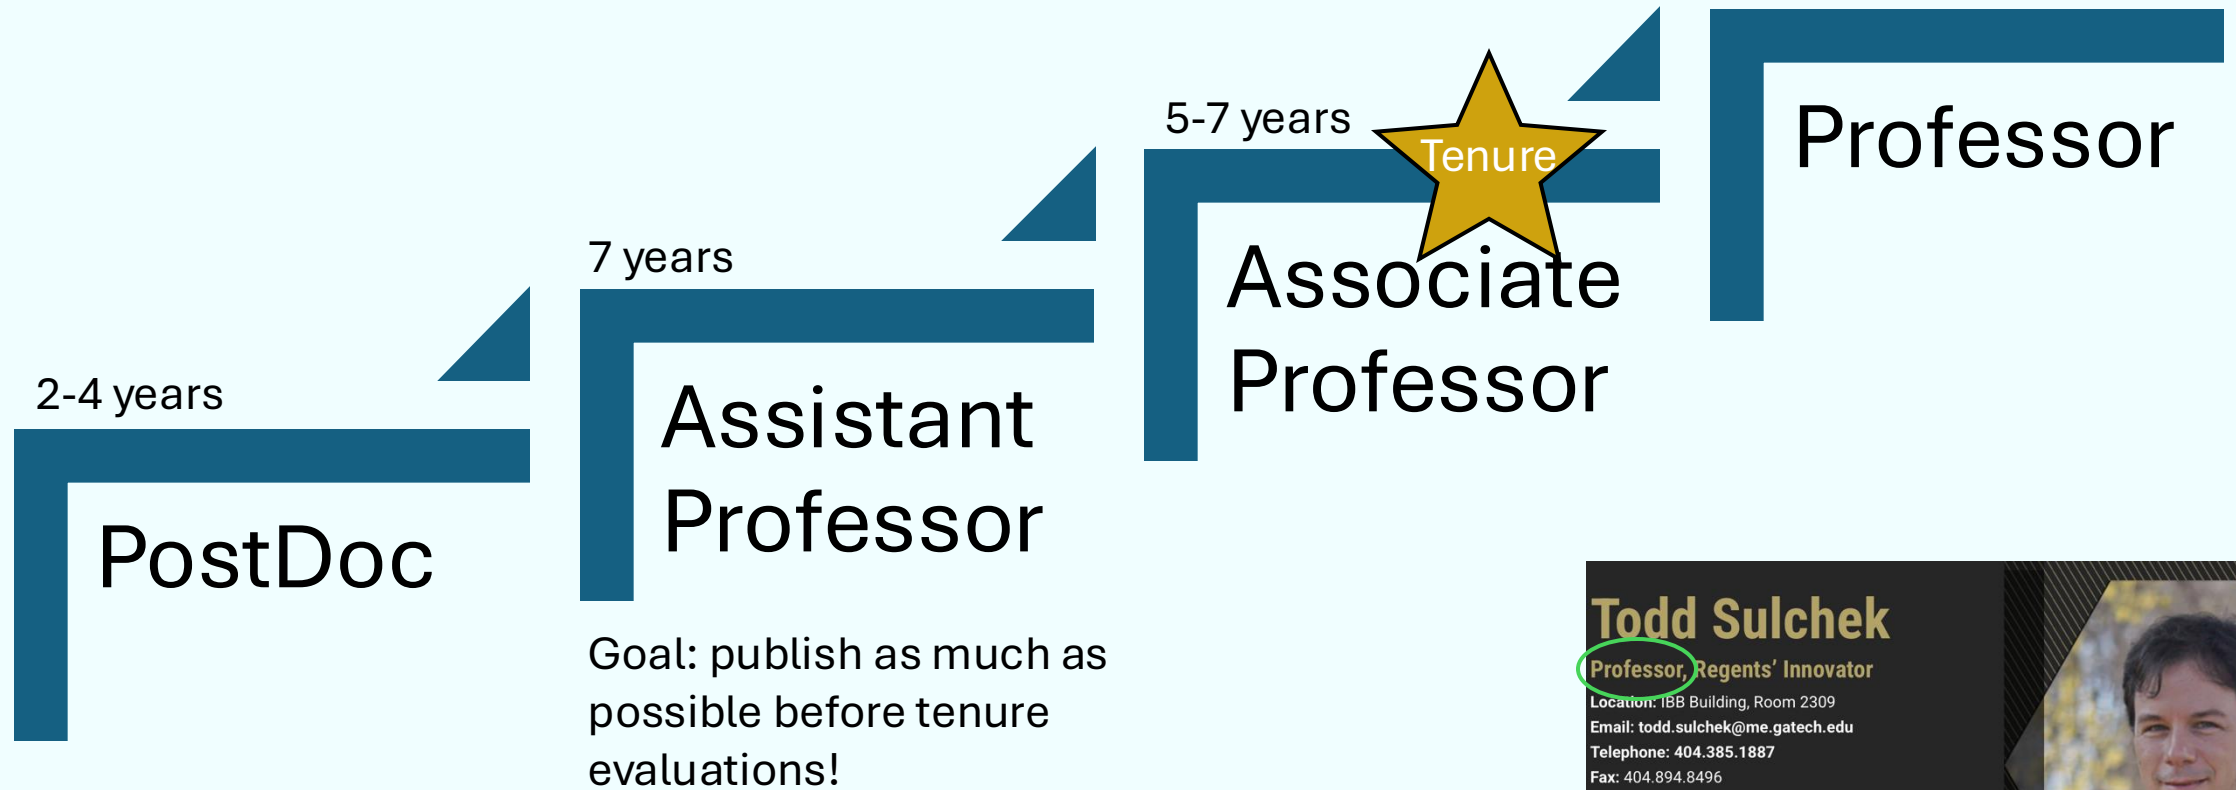 2-4 years
PostDoc
7 years
Assistant
Professor
Goal: publish as much as
possible before tenure
evaluations!
5-7 years
Tenure
Associate
Professor
Professor
Todd Sulchek
Professor, Regents' Innovator
Location: IBB Building, Room 2309
Email: todd.sulchek@me.gatech.edu
Telephone: 404.385.1887
Fax: 404.894.8496